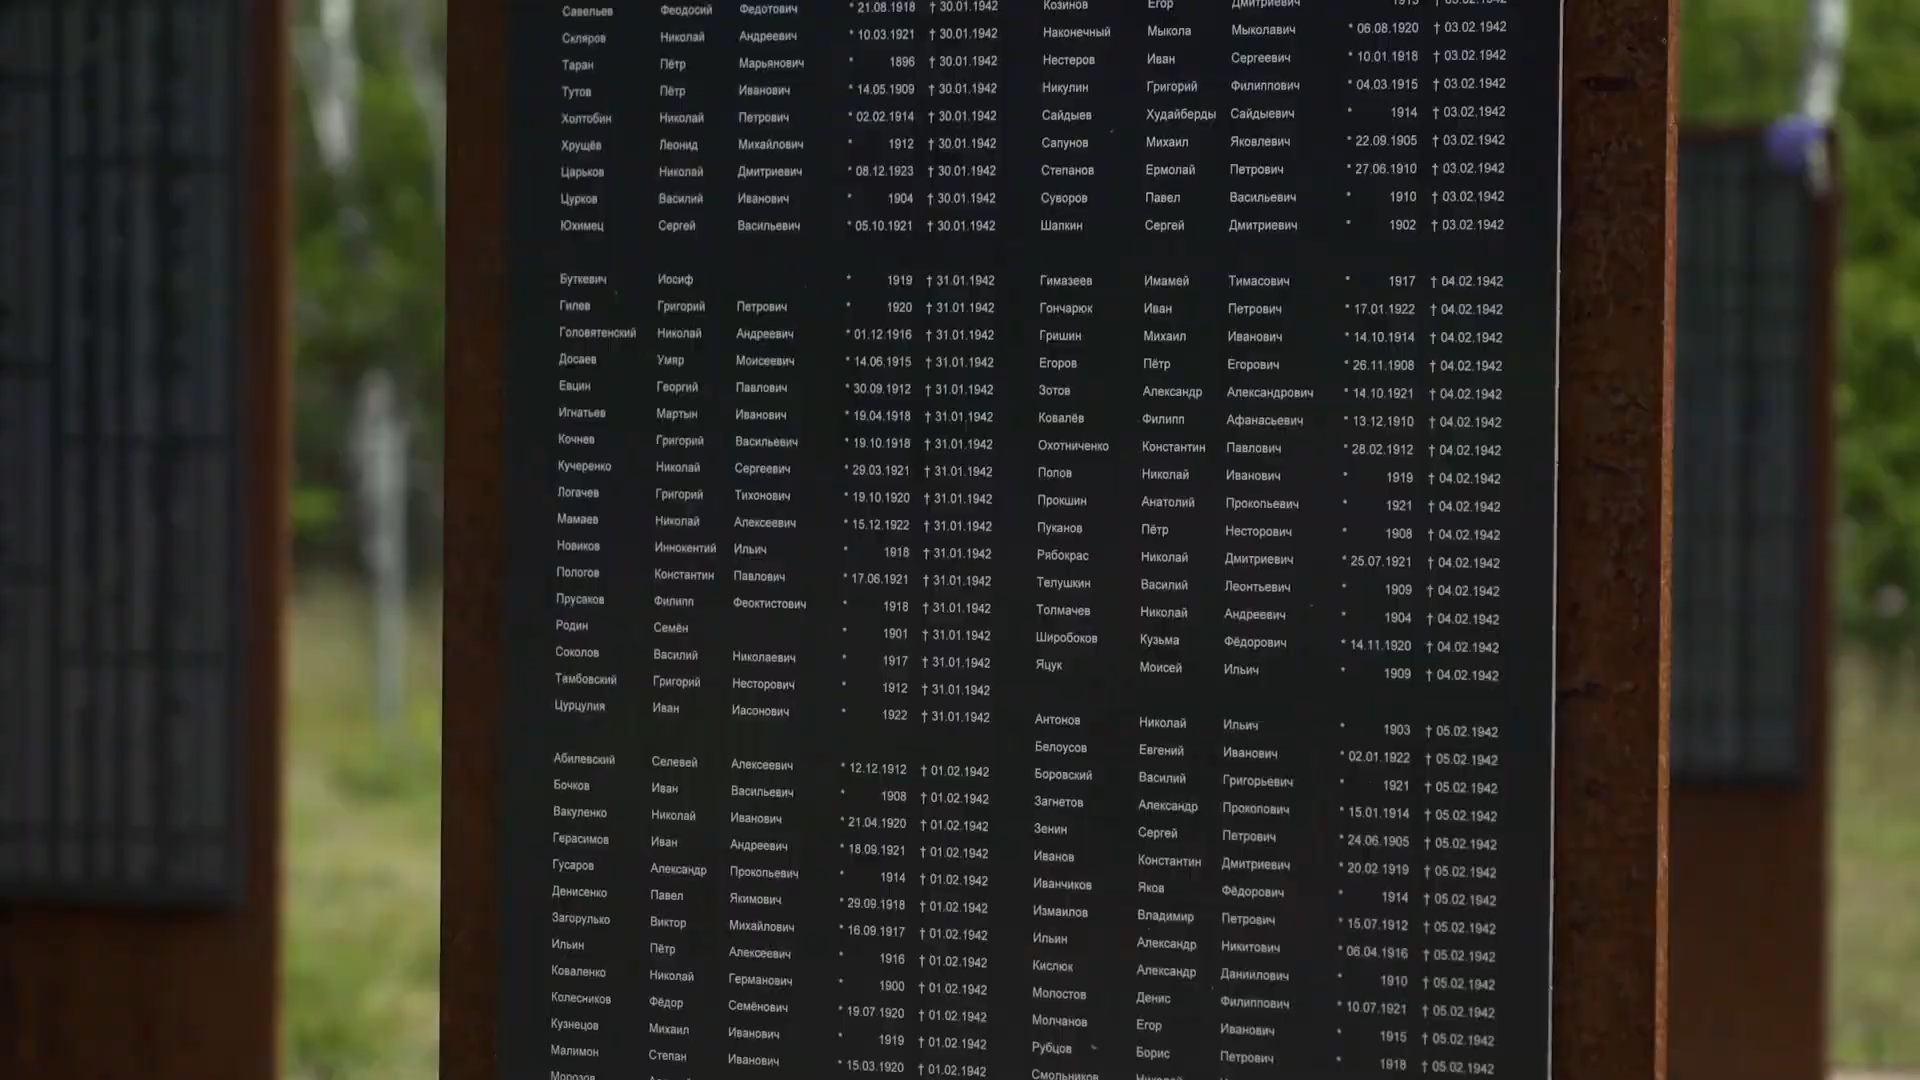 Савельев Феодосий Федотович * 21.08.1918 † 30.01.1942
Скляров Николай Андреевич * 10.03.1921 † 30.01.1942
Таран Пётр Марьянович * 1896 † 30.01.1942
Тутов Пётр Иванович * 14.05.1909 † 30.01.1942
Холтобин Николай Петрович * 02.02.1914 † 30.01.1942
Хрущёв Леонид Михайлович * 1912 † 30.01.1942
Царьков Николай Дмитриевич * 08.12.1923 † 30.01.1942
Цурков Василий Иванович * 1904 † 30.01.1942
Юхимец Сергей Васильевич * 05.10.1921 † 30.01.1942
Буткевич Иосиф * 1919 † 31.01.1942
Гилев Григорий Петрович * 1920 † 31.01.1942
Головятенский Николай Андреевич * 01.12.1916 † 31.01.1942
Досаев Умяр Моисеевич * 14.06.1915 † 31.01.1942
Евцин Георгий Павлович * 30.09.1912 † 31.01.1942
Игнатьев Мартын Иванович * 19.04.1918 † 31.01.1942
Кочнев Григорий Васильевич * 19.10.1918 † 31.01.1942
Кучеренко Николай Сергеевич * 29.03.1921 † 31.01.1942
Логачев Григорий Тихонович * 19.10.1920 † 31.01.1942
Мамаев Николай Алексеевич * 15.12.1922 † 31.01.1942
Новиков Иннокентий Ильич * 1918 † 31.01.1942
Пологов Константин Павлович * 17.06.1921 † 31.01.1942
Прусаков Филипп Феоктистович * 1918 † 31.01.1942
Родин Семён * 1901 † 31.01.1942
Соколов Василий Николаевич * 1917 † 31.01.1942
Тамбовский Григорий Несторович * 1912 † 31.01.1942
Цурцулия Иван Иасонович * 1922 † 31.01.1942
Абилевский Селевей Алексеевич * 12.12.1912 † 01.02.1942
Бочков Иван Васильевич * 1908 † 01.02.1942
Вакуленко Николай Иванович * 21.04.1920 † 01.02.1942
Герасимов Иван Андреевич * 18.09.1921 † 01.02.1942
Гусаров Александр Прокопьевич * 1914 † 01.02.1942
Денисенко Павел Якимович * 29.09.1918 † 01.02.1942
Загорулько Виктор Михайлович * 16.09.1917 † 01.02.1942
Ильин Пётр Алексеевич * 1916 † 01.02.1942
Коваленко Николай Германович * 1900 † 01.02.1942
Колесников Фёдор Семёнович * 19.07.1920 † 01.02.1942
Кузнецов Михаил Иванович * 1919 † 01.02.1942
Малимон Степан Иванович * 15.03.1920 † 01.02.1942
Морозов
Козинов Егор Дмитриевич * 1915 † 03.02.1942
Наконечный Мыкола Мыколавич * 06.08.1920 † 03.02.1942
Нестеров Иван Сергеевич * 10.01.1918 † 03.02.1942
Никулин Григорий Филиппович * 04.03.1915 † 03.02.1942
Сайдыев Худайберды Сайдыевич * 1914 † 03.02.1942
Сапунов Михаил Яковлевич * 22.09.1905 † 03.02.1942
Степанов Ермолай Петрович * 27.06.1910 † 03.02.1942
Суворов Павел Васильевич * 1910 † 03.02.1942
Шапкин Сергей Дмитриевич * 1902 † 03.02.1942
Гимазеев Имамей Тимасович * 1917 † 04.02.1942
Гончарюк Иван Петрович * 17.01.1922 † 04.02.1942
Гришин Михаил Иванович * 14.10.1914 † 04.02.1942
Егоров Пётр Егорович * 26.11.1908 † 04.02.1942
Зотов Александр Александрович * 14.10.1921 † 04.02.1942
Ковалёв Филипп Афанасьевич * 13.12.1910 † 04.02.1942
Охотниченко Константин Павлович * 28.02.1912 † 04.02.1942
Попов Николай Иванович * 1919 † 04.02.1942
Прокшин Анатолий Прокопьевич * 1921 † 04.02.1942
Пуканов Пётр Несторович * 1908 † 04.02.1942
Рябокрас Николай Дмитриевич * 25.07.1921 † 04.02.1942
Телушкин Василий Леонтьевич * 1909 † 04.02.1942
Толмачев Николай Андреевич * 1904 † 04.02.1942
Широбоков Кузьма Фёдорович * 14.11.1920 † 04.02.1942
Яцук Моисей Ильич * 1909 † 04.02.1942
Антонов Николай Ильич * 1903 † 05.02.1942
Белоусов Евгений Иванович * 02.01.1922 † 05.02.1942
Боровский Василий Григорьевич * 1921 † 05.02.1942
Загнетов Александр Прокопович * 15.01.1914 † 05.02.1942
Зенин Сергей Петрович * 24.06.1905 † 05.02.1942
Иванов Константин Дмитриевич * 20.02.1919 † 05.02.1942
Иванчиков Яков Фёдорович * 1914 † 05.02.1942
Измаилов Владимир Петрович * 15.07.1912 † 05.02.1942
Ильин Александр Никитович * 06.04.1916 † 05.02.1942
Кислюк Александр Даниилович * 1910 † 05.02.1942
Молостов Денис Филиппович * 10.07.1921 † 05.02.1942
Молчанов Егор Иванович * 1915 † 05.02.1942
Рубцов Борис Петрович * 1918 † 05.02.1942
Смольников